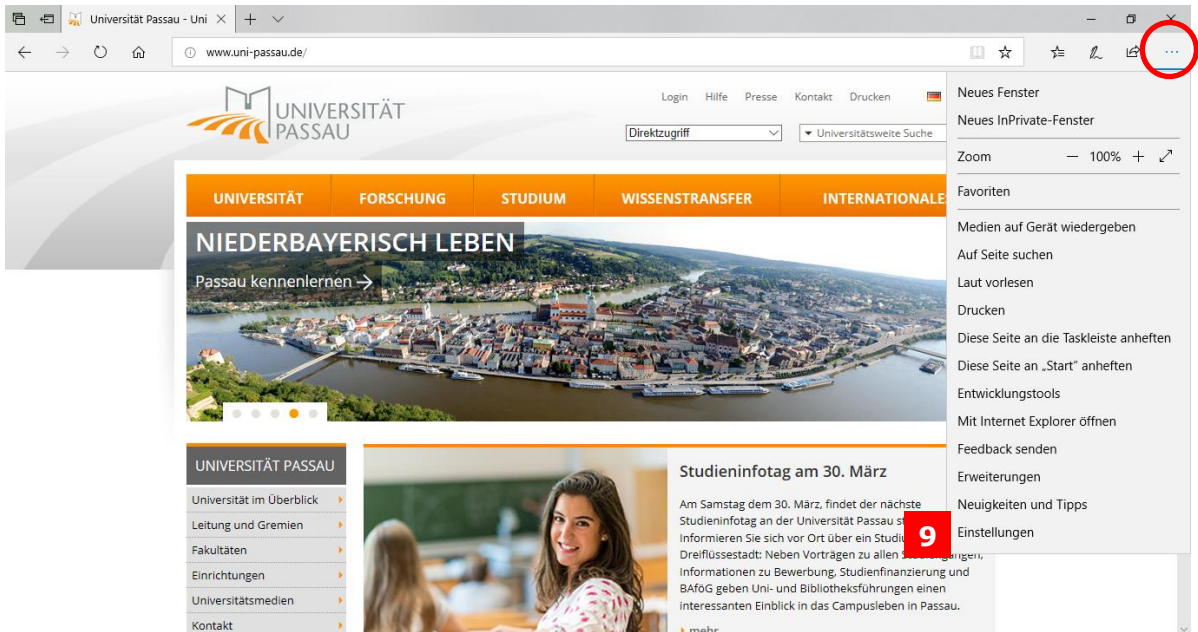 Universität Passau - Uni
www.uni-passau.de/
UNIVERSITÄT
PASSAU
Login Hilfe Presse Kontakt Drucken
Direktzugriff
Universitätsweite Suche
UNIVERSITÄT FORSCHUNG STUDIUM WISSENSTRANSFER INTERNATIONALE
NIEDERBAYERISCH LEBEN
Passau kennenlernen →
UNIVERSITÄT PASSAU
Universität im Überblick
Leitung und Gremien
Fakultäten
Einrichtungen
Universitätsmedien
Kontakt
Studieninfotag am 30. März
Am Samstag dem 30. März, findet der nächste
Studieninfotag an der Universität Passau
Informieren Sie sich vor Ort über ein
Dreiflüssestadt: Neben Vorträgen zu allen
Informationen zu Bewerbung, Studienfinanzierung und
BAföG geben Uni- und Bibliotheksführungen einen
interessanten Einblick in das Campusleben in Passau.
mehr
Neues Fenster
Neues InPrivate-Fenster
Zoom — 100% +
Favoriten
Medien auf Gerät wiedergeben
Auf Seite suchen
Laut vorlesen
Drucken
Diese Seite an die Taskleiste anheften
Diese Seite an „Start" anheften
Entwicklungstools
Mit Internet Explorer öffnen
Feedback senden
Erweiterungen
Neuigkeiten und Tipps
9 Einstellungen